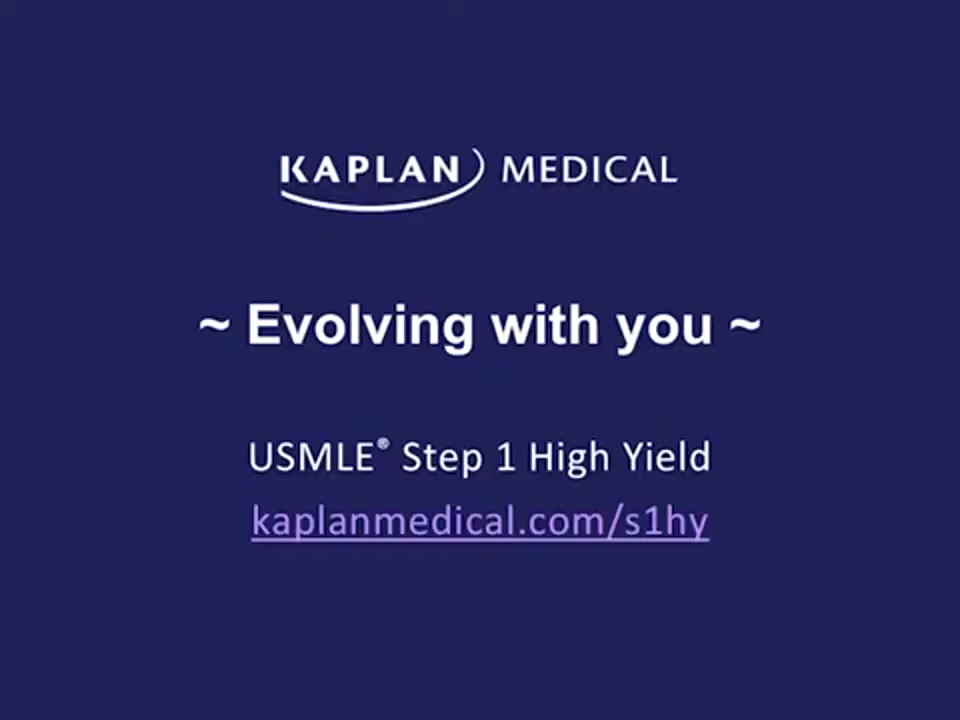 KAPLAN MEDICAL
~ Evolving with you ~
USMLE® Step 1 High Yield
kaplanmedical.com/s1hy